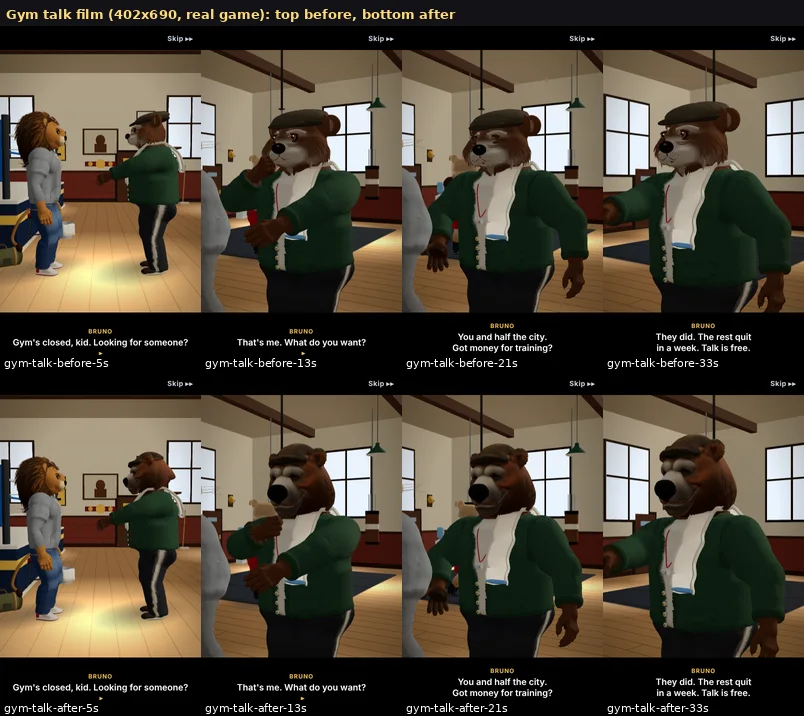 Gym talk film (402x690, real game): top before, bottom after
Skip ▸▸
Skip ▸▸
Skip ▸▸
Skip ▸▸
BRUNO
Gym's closed, kid. Looking for someone?
gym-talk-before-5s
BRUNO
That's me. What do you want?
gym-talk-before-13s
BRUNO
You and half the city.
Got money for training?
gym-talk-before-21s
BRUNO
They did. The rest quit
in a week. Talk is free.
gym-talk-before-33s
Skip ▸▸
Skip ▸▸
Skip ▸▸
Skip ▸▸
BRUNO
Gym's closed, kid. Looking for someone?
gym-talk-after-5s
BRUNO
That's me. What do you want?
gym-talk-after-13s
BRUNO
You and half the city.
Got money for training?
gym-talk-after-21s
BRUNO
They did. The rest quit
in a week. Talk is free.
gym-talk-after-33s